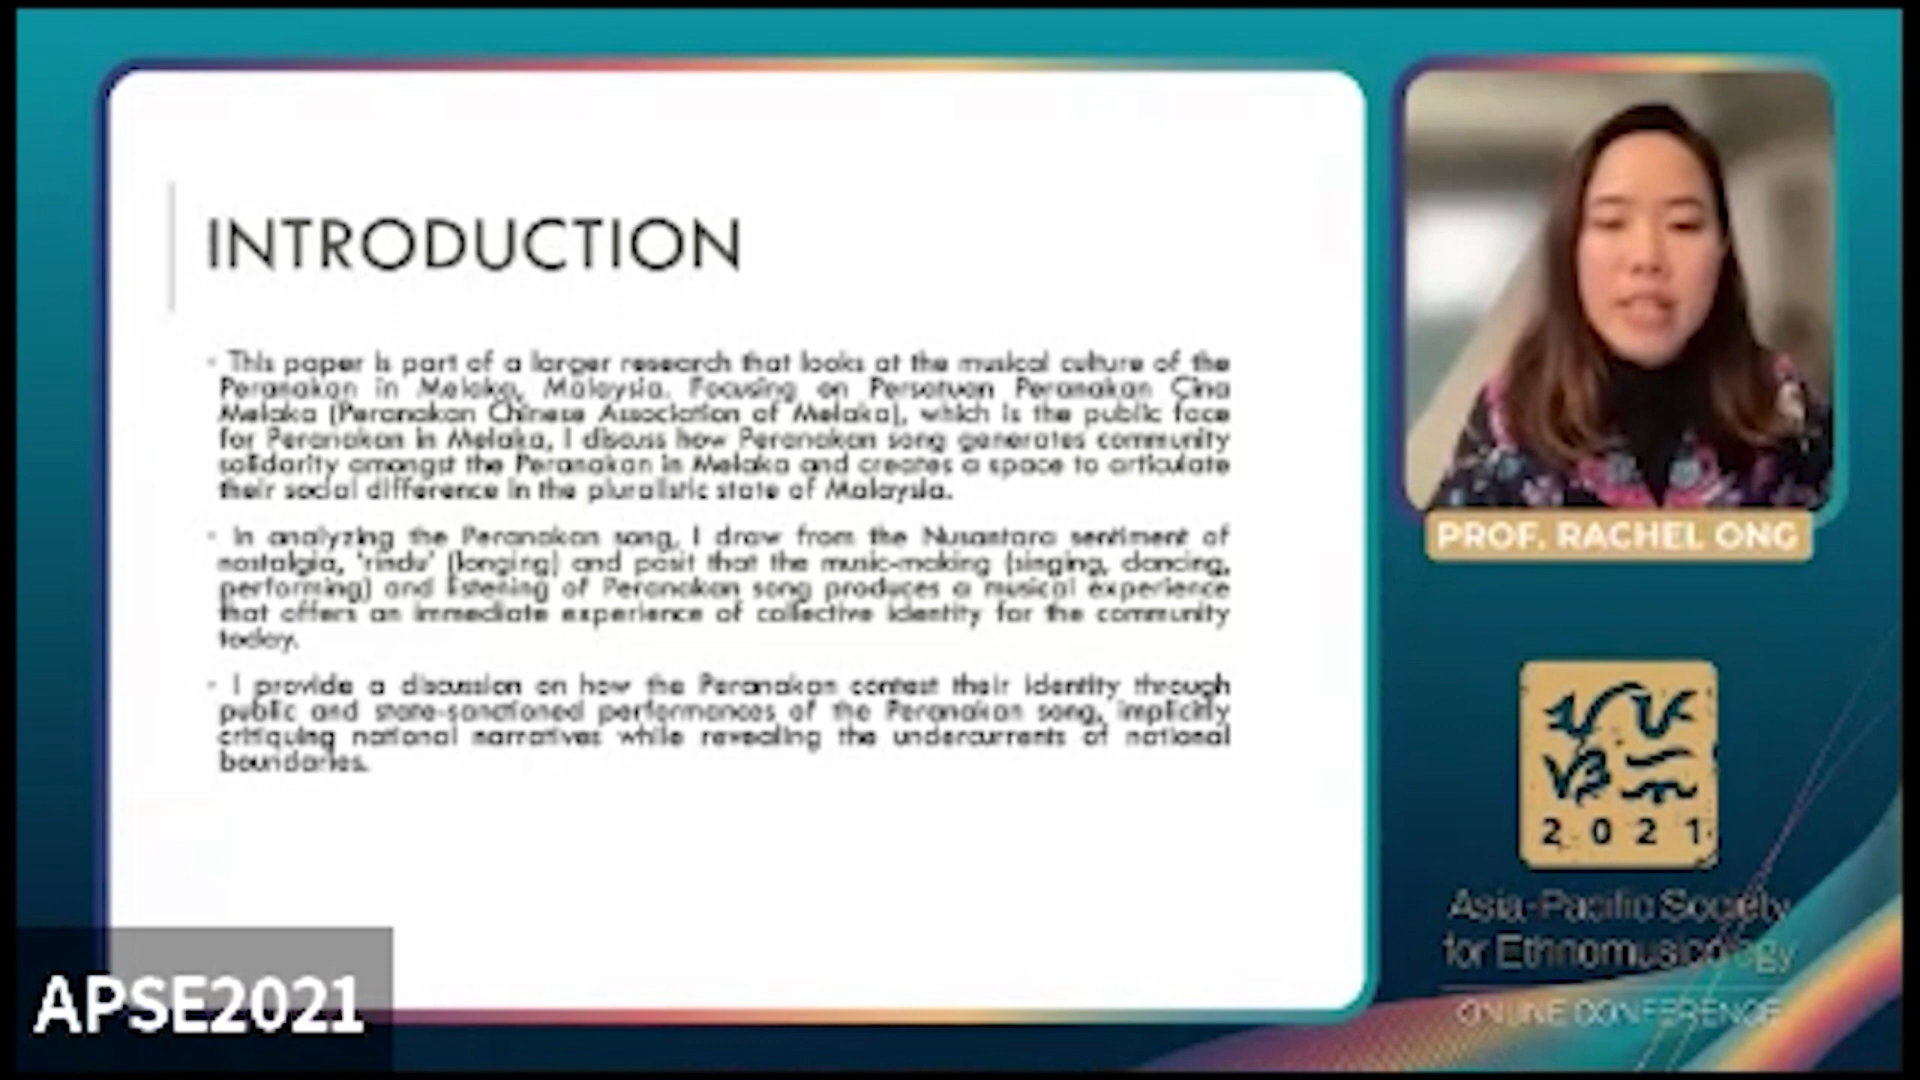 INTRODUCTION
This paper is part of a larger research that looks at the musical culture of the
Peranakan in Melaka, Malaysia. Focusing on Persatuan Peranakan Cina
Melaka (Peranakan Chinese Association of Melaka), which is the public face
for Peranakan in Melaka, I discuss how Peranakan song generates community
solidarity amongst the Peranakan in Melaka and creates a space to articulate
their social difference in the pluralistic state of Malaysia.
In analyzing the Peranakan song, I draw from the Nusantara sentiment of
nostalgia, 'rindu' (longing) and posit that the music-making (singing, dancing,
performing) and listening of Peranakan song produces a musical experience
that offers an immediate experience of collective identity for the community
today.
I provide a discussion on how the Peranakan contest their identity through
public and state-sanctioned performances of the Peranakan song, implicitly
critiquing national narratives while revealing the undercurrents of national
boundaries.
PROF. RACHEL ONG
2021
Asia-Pacific Society
for Ethnomusicology
ONLINE CONFERENCE
APSE2021